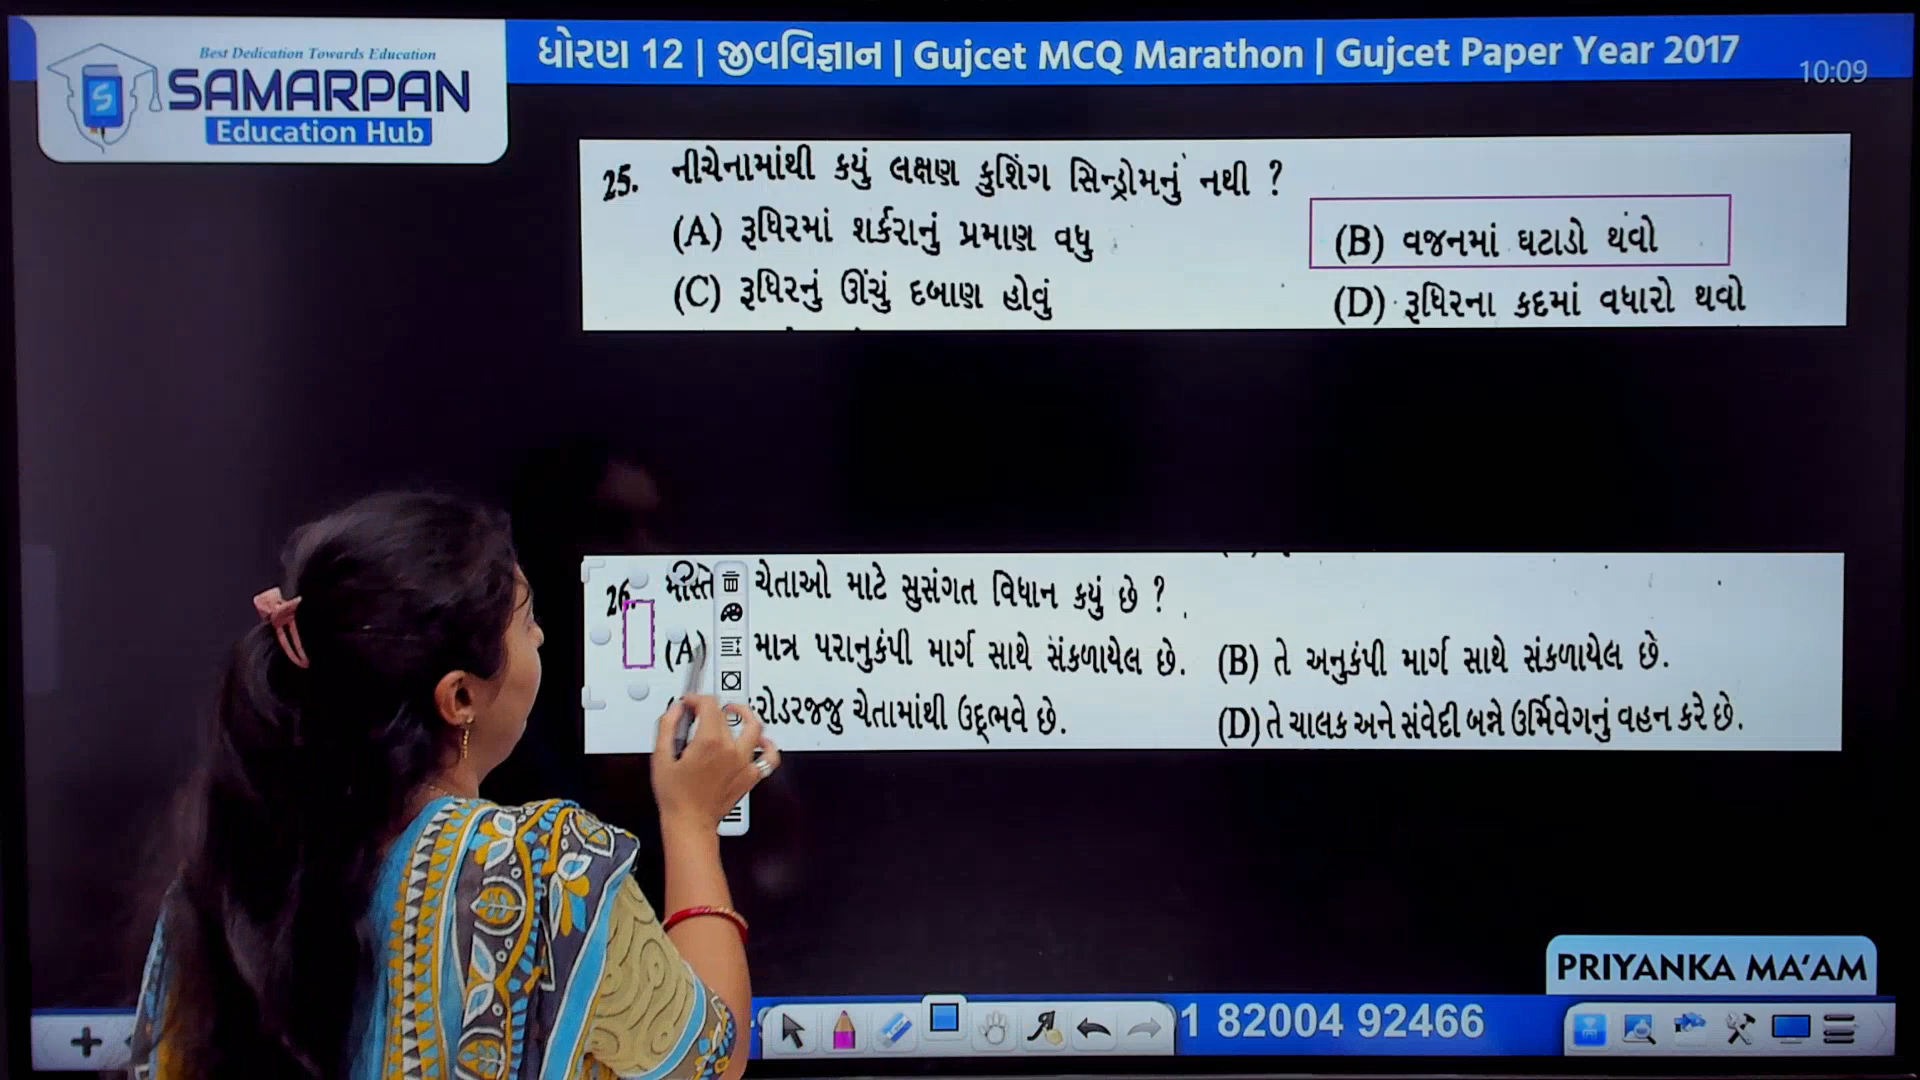 Best Dedication Towards Education
SAMARPAN
Education Hub
ધોરણ 12 | જીવવિજ્ઞાન | Gujcet MCQ Marathon | Gujcet Paper Year 2017
10:09
25. નીચેનામાંથી કયું લક્ષણ કુશિંગ સિન્ડ્રોમનું નથી ?
(A) રૂધિરમાં શર્કરાનું પ્રમાણ વધુ
(B) વજનમાં ઘટાડો થવો
(C) રૂધિરનું ઊંચું દબાણ હોવું
(D) રૂધિરના કદમાં વધારો થવો
26. ચેતાઓ માટે સુસંગત વિધાન કયું છે ?
(A) માત્ર પરાનુકંપી માર્ગ સાથે સંકળાયેલ છે.
(B) તે અનુકંપી માર્ગ સાથે સંકળાયેલ છે.
ચેતામાંથી ઉદ્‌ભવે છે.
(D) તે ચાલક અને સંવેદી બન્ને ઉર્મિવેગનું વહન કરે છે.
PRIYANKA MA'AM
1 82004 92466